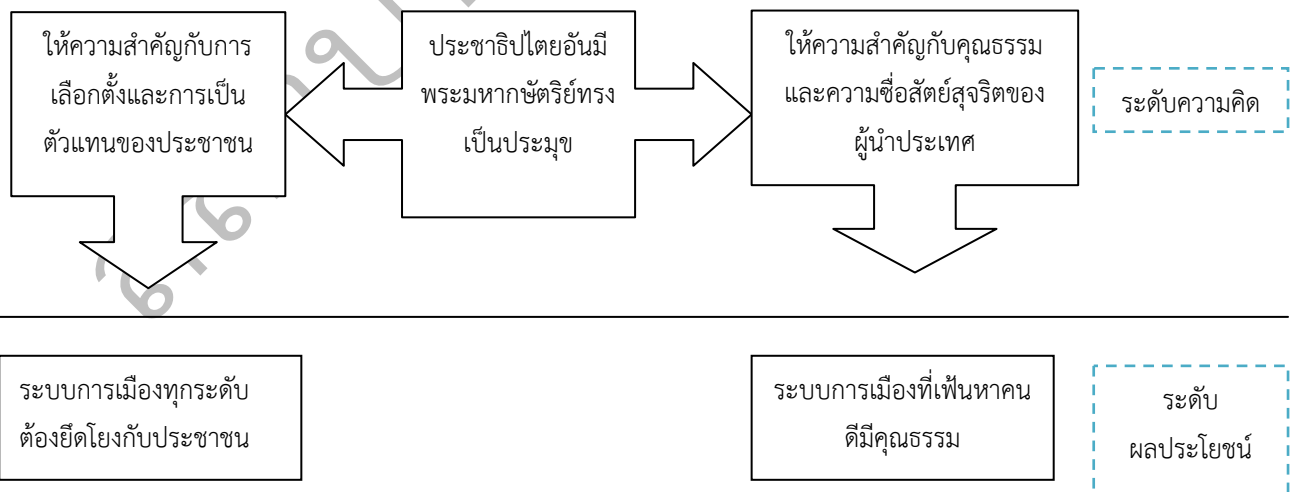 ให้ความสำคัญกับการ
เลือกตั้งและการเป็น
ตัวแทนของประชาชน
ประชาธิปไตยอันมี
พระมหากษัตริย์ทรง
เป็นประมุข
ให้ความสำคัญกับคุณธรรม
และความซื่อสัตย์สุจริตของ
ผู้นำประเทศ
ระดับความคิด
ระบบการเมืองทุกระดับ
ต้องยึดโยงกับประชาชน
ระบบการเมืองที่เฟ้นหาคน
ดีมีคุณธรรม
ระดับ
ผลประโยชน์